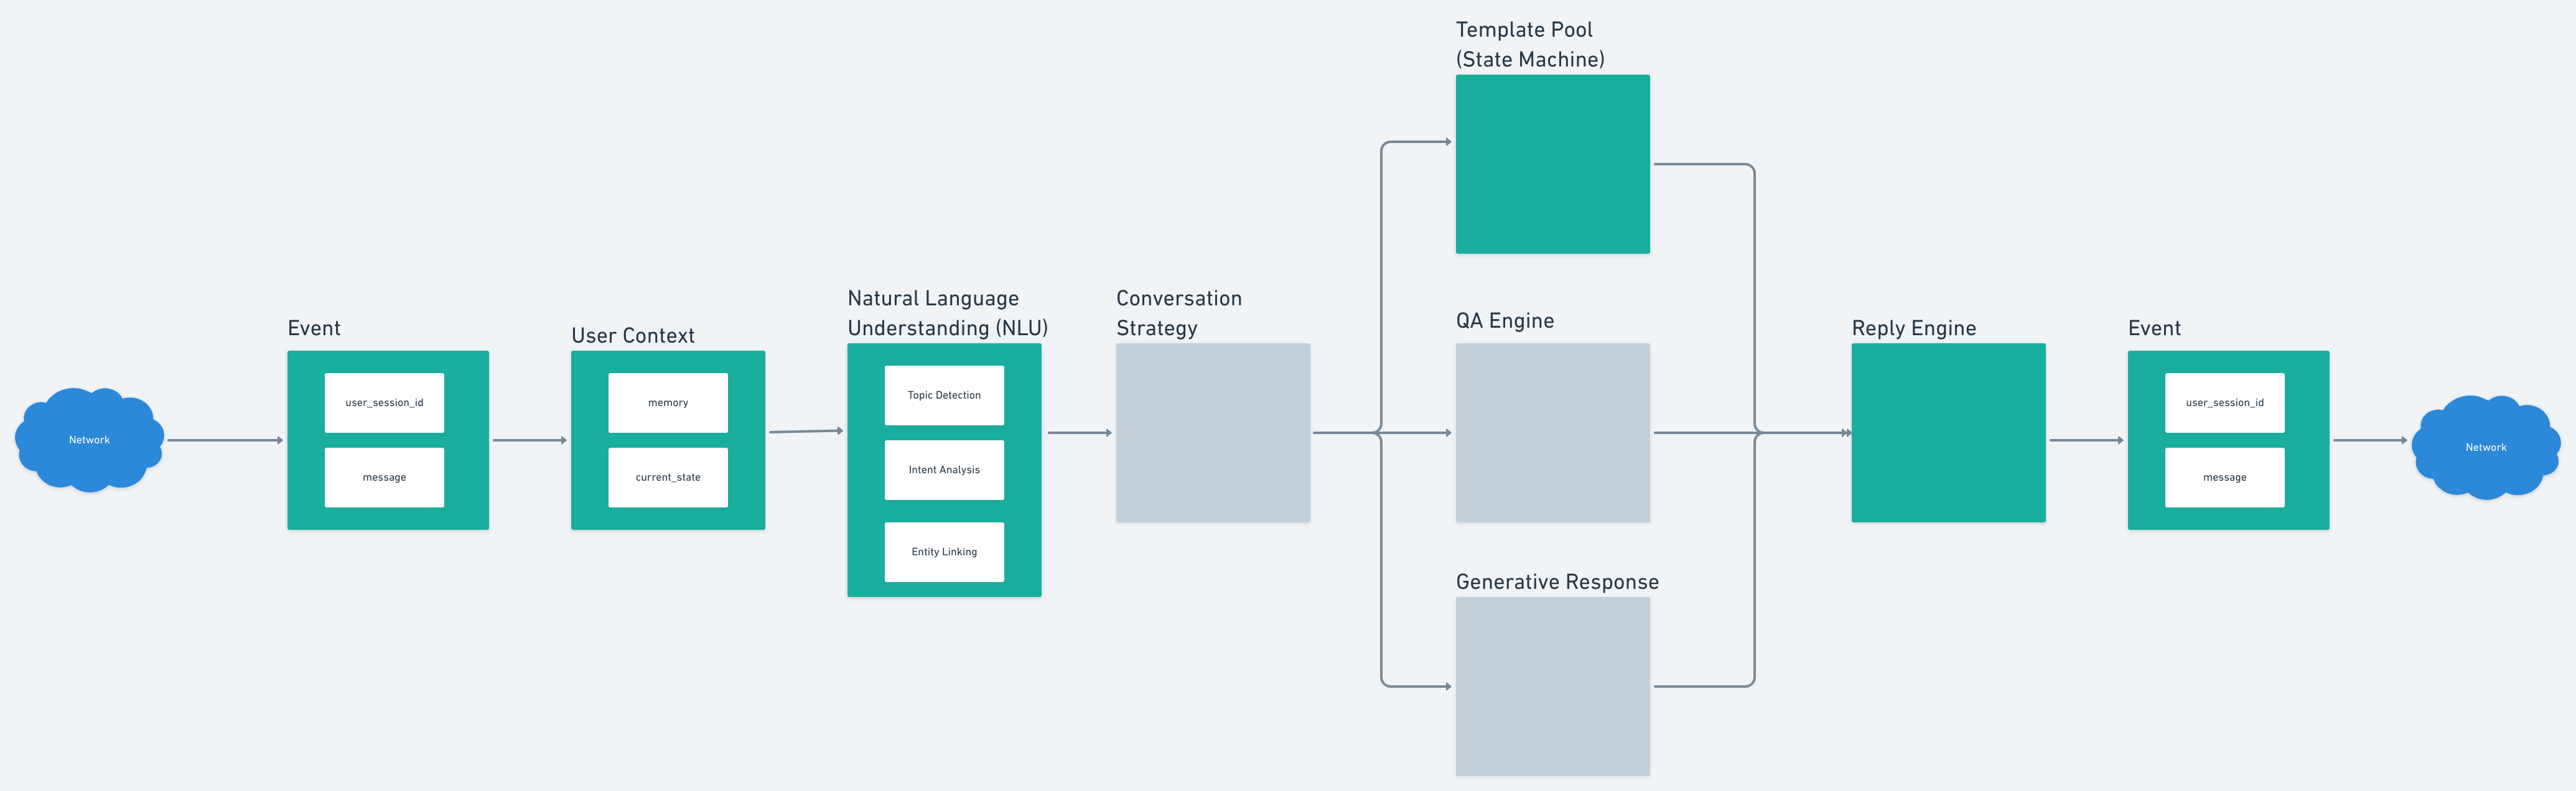 Network
Event
user_session_id
message
User Context
memory
current_state
Natural Language
Understanding (NLU)
Topic Detection
Intent Analysis
Entity Linking
Conversation
Strategy
Template Pool
(State Machine)
QA Engine
Generative Response
Reply Engine
Event
user_session_id
message
Network